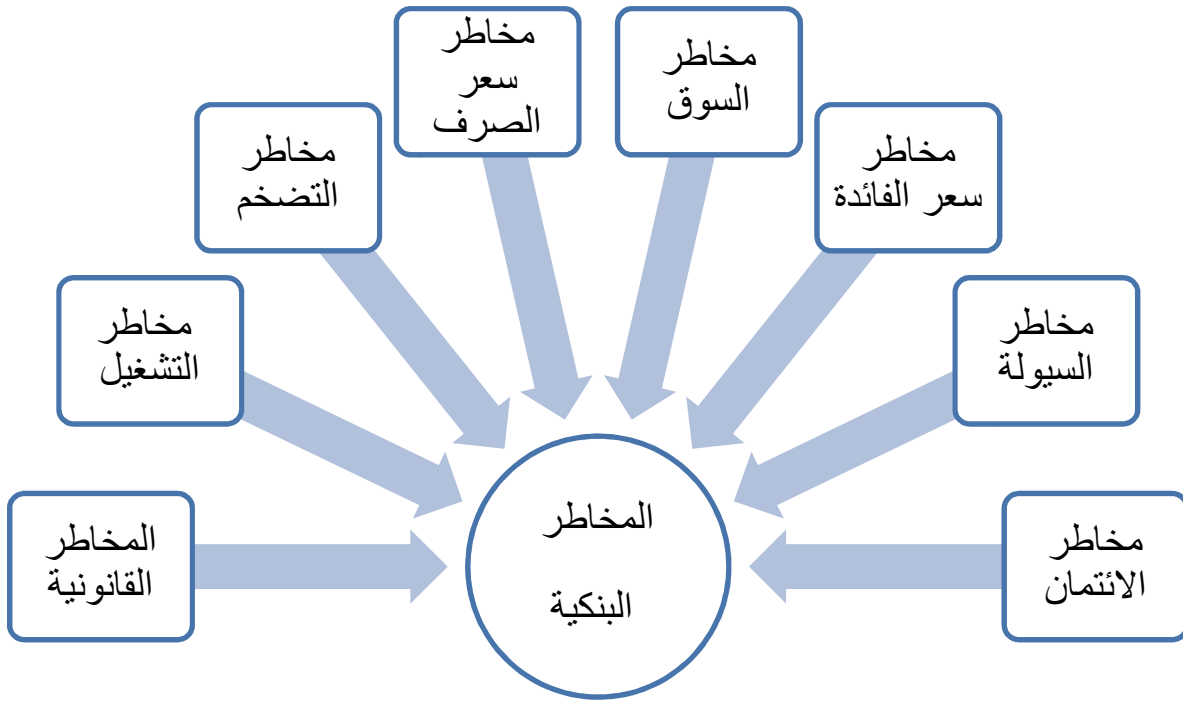 مخاطر
السوق
مخاطر
سعر
الصرف
مخاطر
سعر الفائدة
مخاطر
التضخم
مخاطر
السيولة
مخاطر
التشغيل
مخاطر
الائتمان
المخاطر
القانونية
المخاطر
البنكية